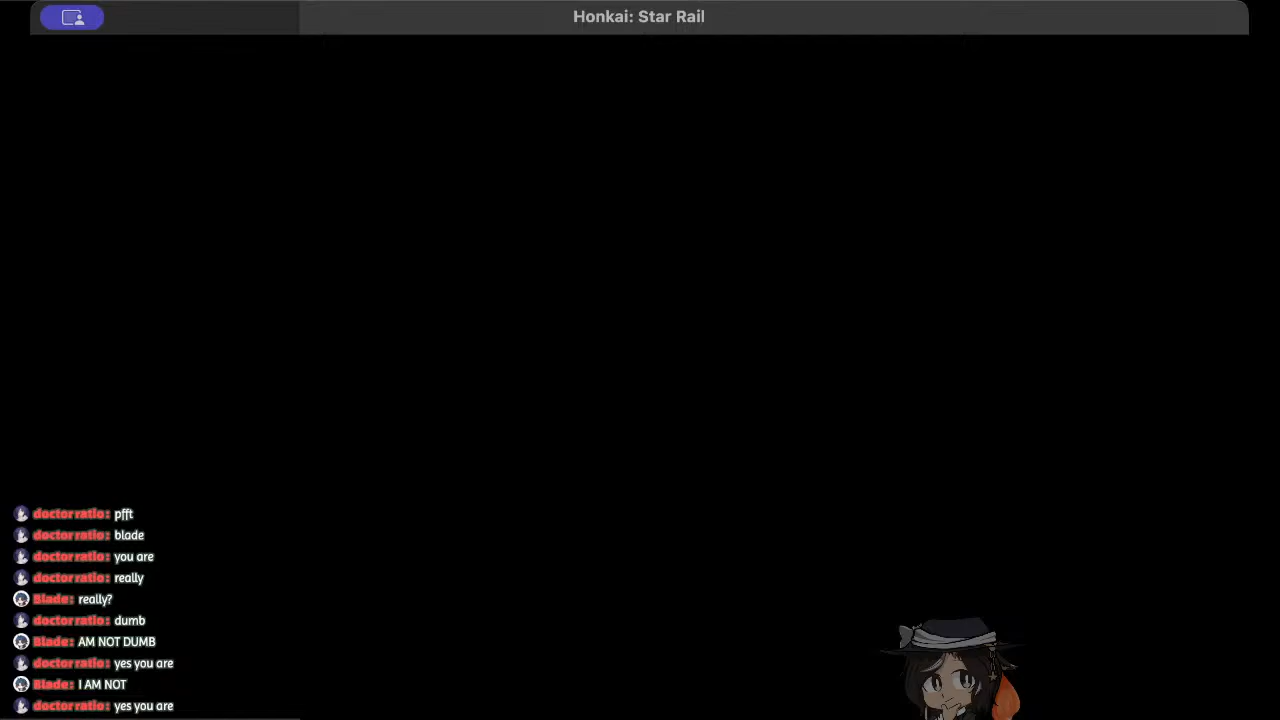 Honkai: Star Rail
doctorratio: pfft
doctorratio: blade
doctorratio: you are
doctorratio: really
Blade: really?
doctorratio: dumb
Blade: AM NOT DUMB
doctorratio: yes you are
Blade: I AM NOT
doctorratio: yes you are